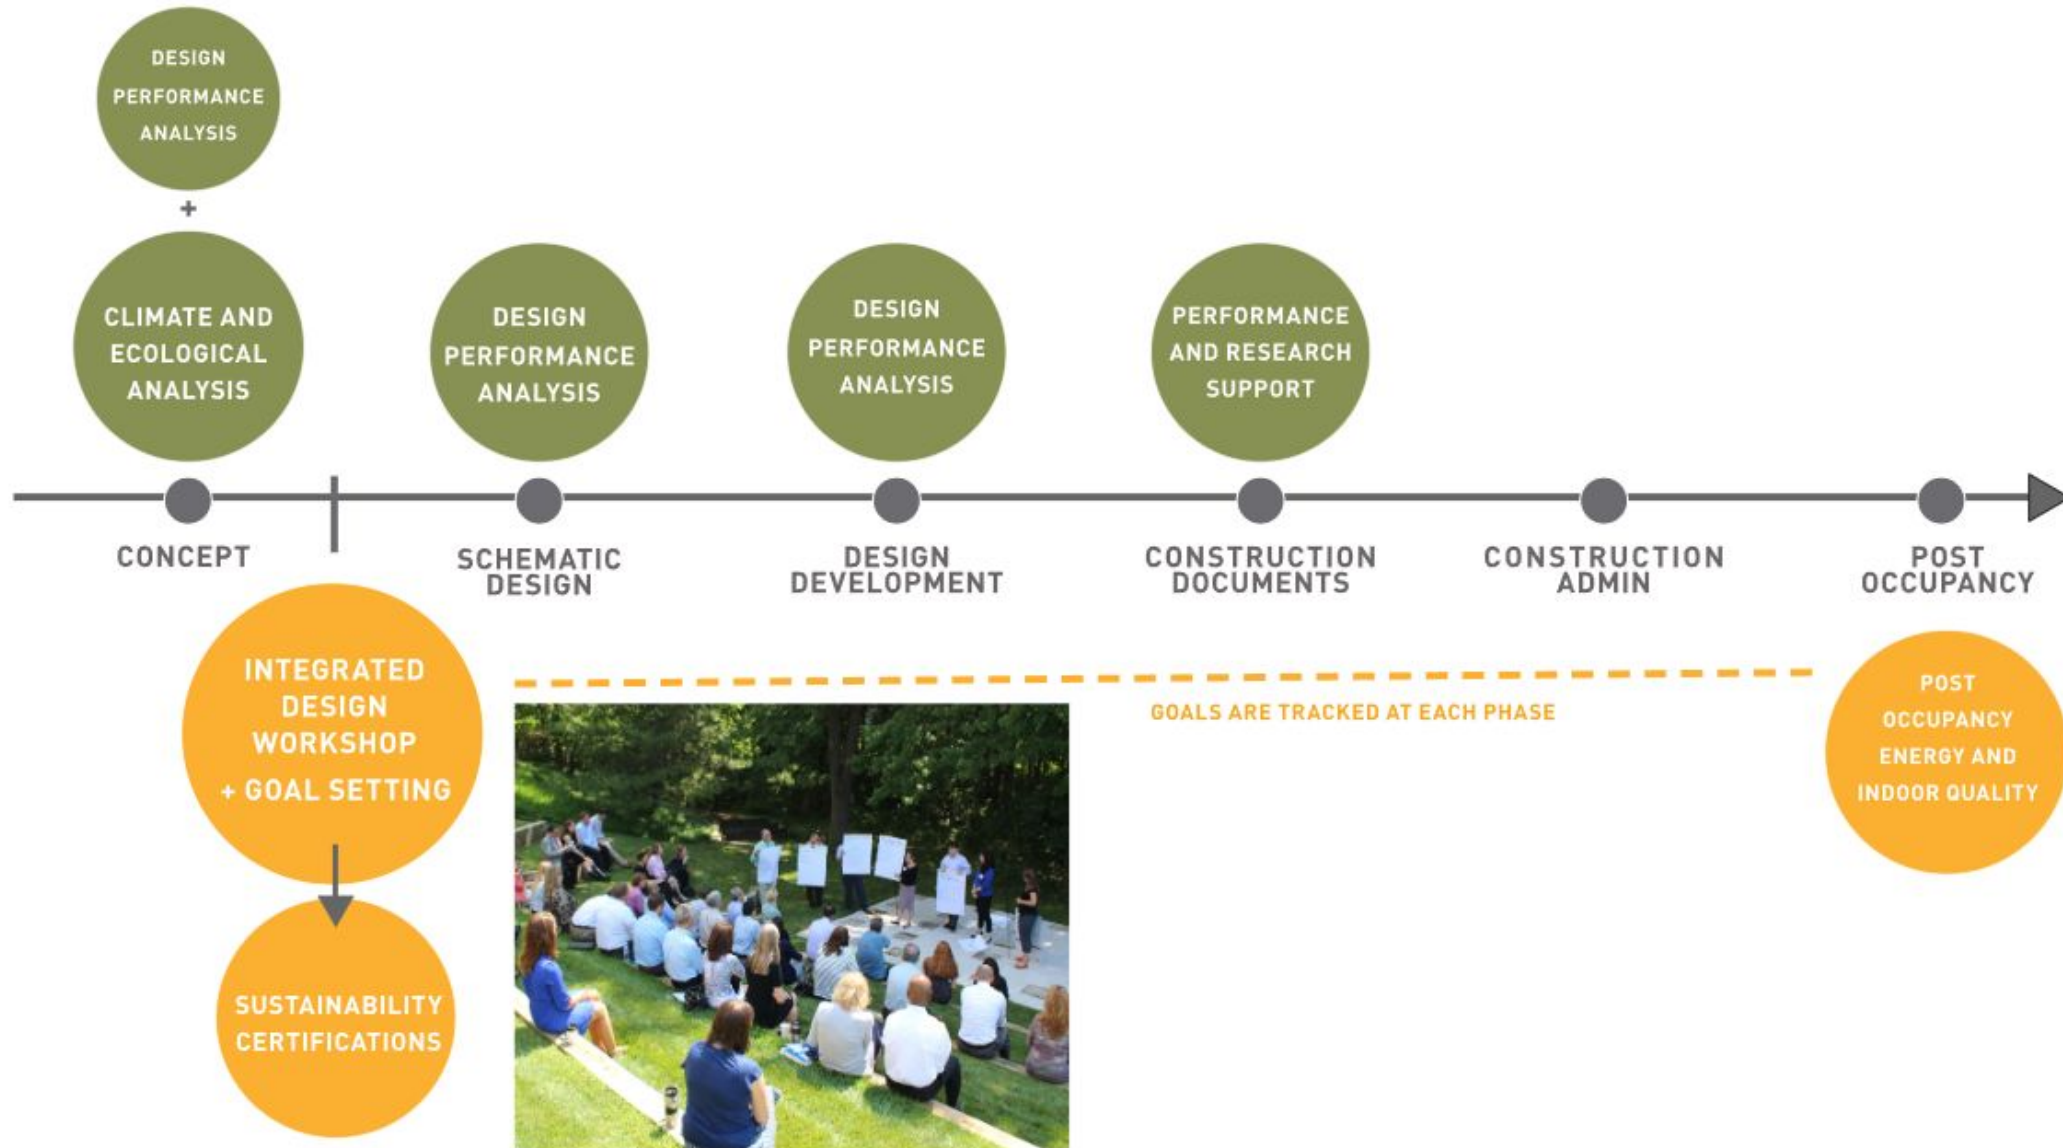 DESIGN
PERFORMANCE
ANALYSIS
+
CLIMATE AND
ECOLOGICAL
ANALYSIS
DESIGN
PERFORMANCE
ANALYSIS
DESIGN
PERFORMANCE
ANALYSIS
PERFORMANCE
AND RESEARCH
SUPPORT
CONCEPT
SCHEMATIC
DESIGN
DESIGN
DEVELOPMENT
CONSTRUCTION
DOCUMENTS
CONSTRUCTION
ADMIN
POST
OCCUPANCY
INTEGRATED
DESIGN
WORKSHOP
+ GOAL SETTING
GOALS ARE TRACKED AT EACH PHASE
POST
OCCUPANCY
ENERGY AND
INDOOR QUALITY
SUSTAINABILITY
CERTIFICATIONS